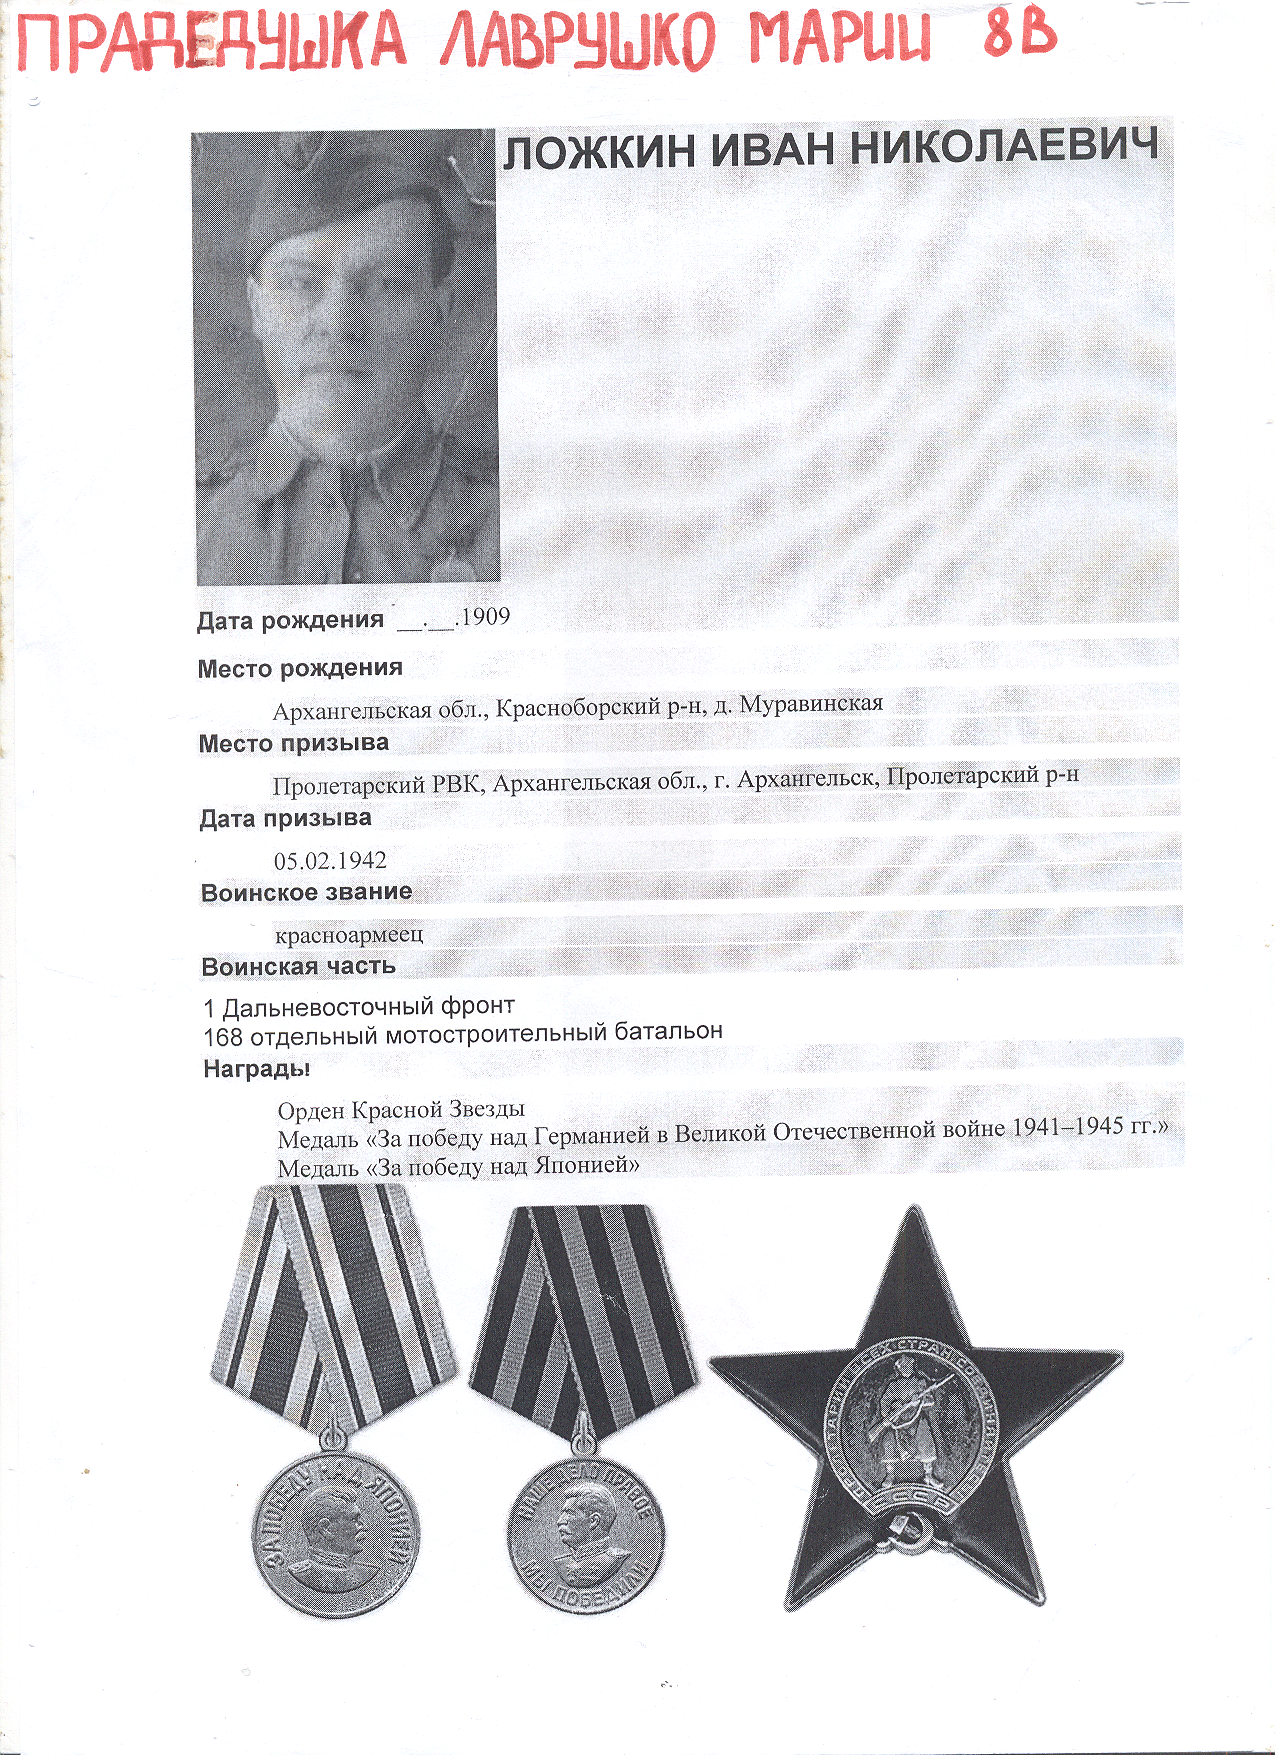 ПРАДЕДУШКА ЛАВРУШКО МАРИИ 8В
ЛОЖКИН ИВАН НИКОЛАЕВИЧ
Дата рождения __.__.1909
Место рождения
Архангельская обл., Красноборский р-н, д. Муравинская
Место призыва
Пролетарский РВК, Архангельская обл., г. Архангельск, Пролетарский р-н
Дата призыва
05.02.1942
Воинское звание
красноармеец
Воинская часть
1 Дальневосточный фронт
168 отдельный мотостроительный батальон
Награды
Орден Красной Звезды
Медаль «За победу над Германией в Великой Отечественной войне 1941–1945 гг.»
Медаль «За победу над Японией»
ЗА ПОБЕДУ НАД ЯПОНИЕЙ
НАШЕ ДЕЛО ПРАВОЕ
МЫ ПОБЕДИЛИ
ПРОЛЕТАРИИ ВСЕХ СТРАН СОЕДИНЯЙТЕСЬ
СССР